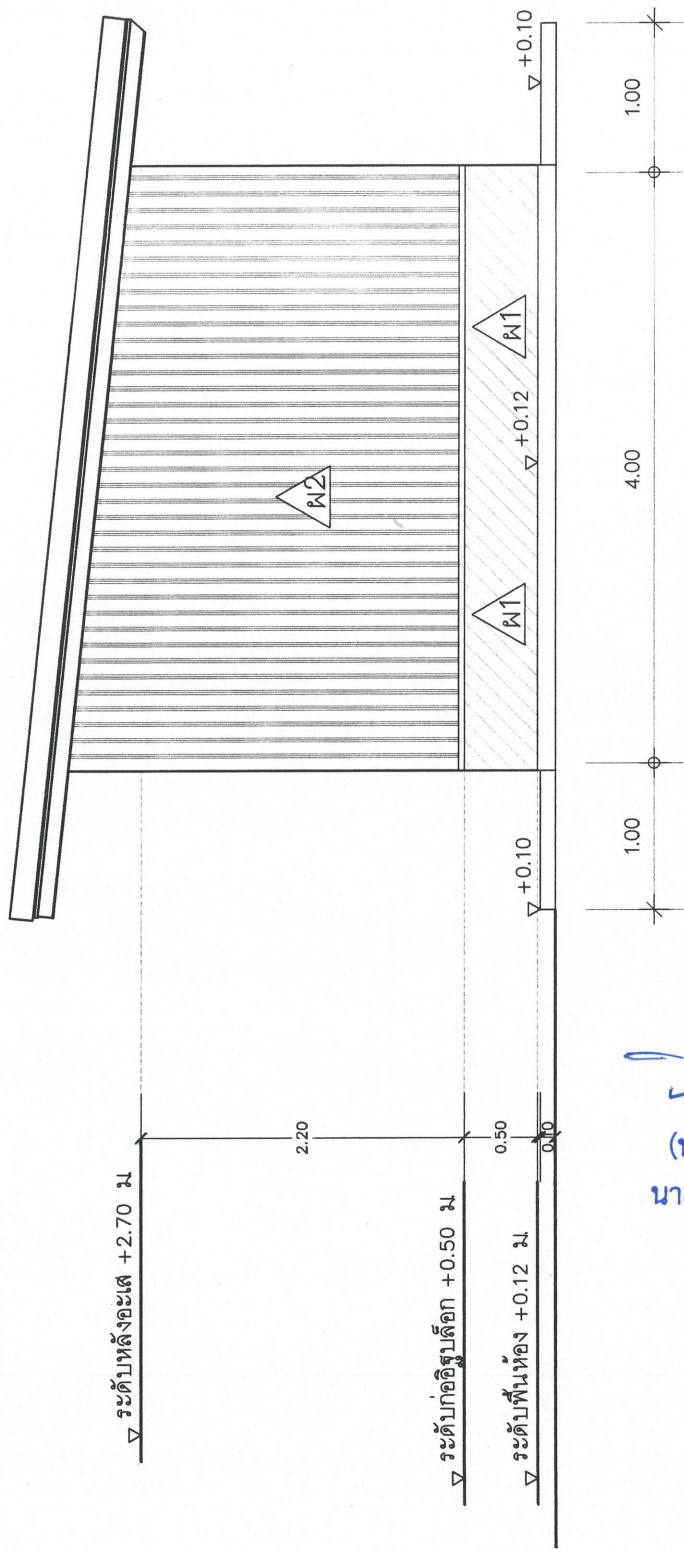 ระดับหลังอะเส +2.70 ม
ระดับก่ออิฐบล็อก +0.50 ม
ระดับพื้นห้อง +0.12 ม
2.20
0.50
0.10
+0.10
ผ2
ผ1
ผ1
+0.12
+0.10
1.00
4.00
1.00